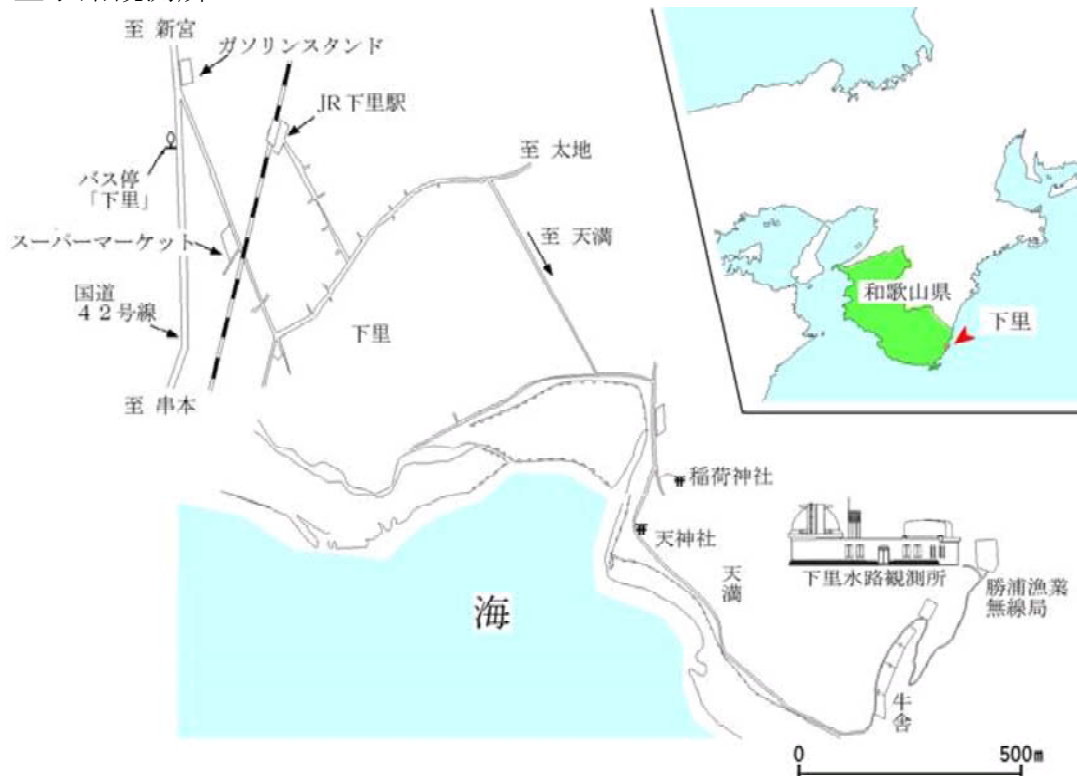 至 新宮
ガソリンスタンド
JR下里駅
至 太地
バス停
「下里」
至 天満
スーパーマーケット
国道
42号線
下里
至 串本
和歌山県
下里
稲荷神社
天神社
天満
下里水路観測所
勝浦漁業
無線局
海
牛舎
0 500m